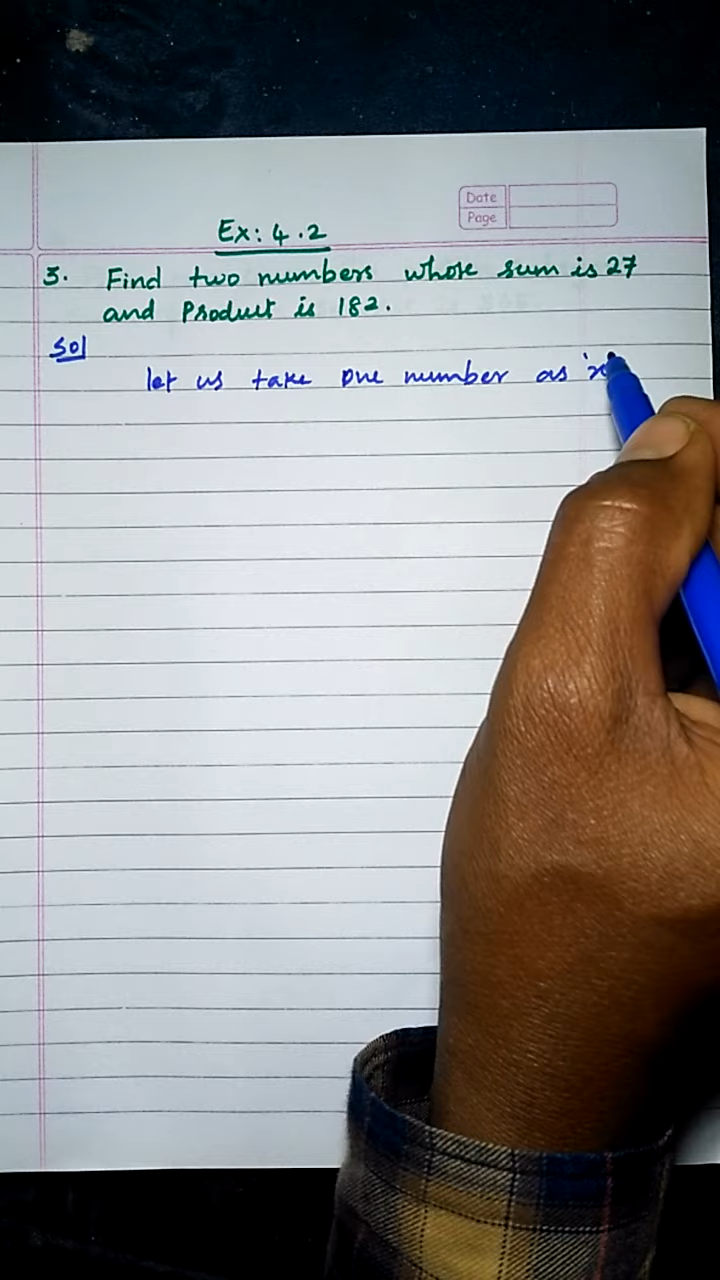 Date
Page
Ex: 4.2
3. Find two numbers whose sum is 27
and Product is 182.
Sol
let us take one number as 'x